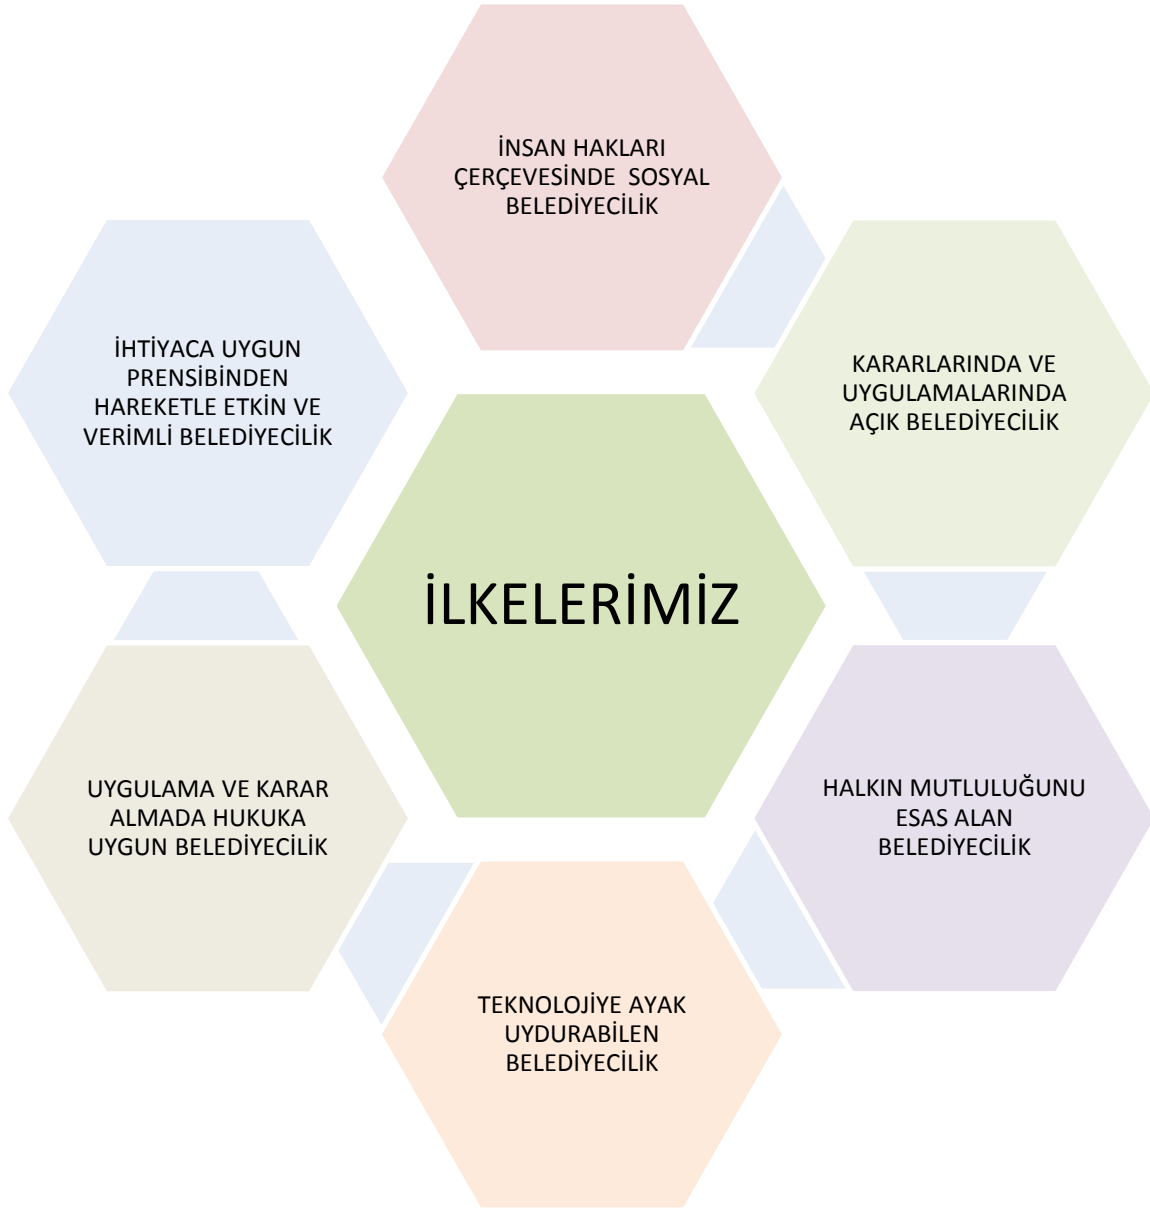 İNSAN HAKLARI
ÇERÇEVESİNDE SOSYAL
BELEDİYECİLİK
KARARLARINDA VE
UYGULAMALARINDA
AÇIK BELEDİYECİLİK
HALKIN MUTLULUĞUNU
ESAS ALAN
BELEDİYECİLİK
TEKNOLOJİYE AYAK
UYDURABİLEN
BELEDİYECİLİK
UYGULAMA VE KARAR
ALMADA HUKUKA
UYGUN BELEDİYECİLİK
İHTİYACA UYGUN
PRENSİBİNDEN
HAREKETLE ETKİN VE
VERİMLİ BELEDİYECİLİK
İLKELERİMİZ